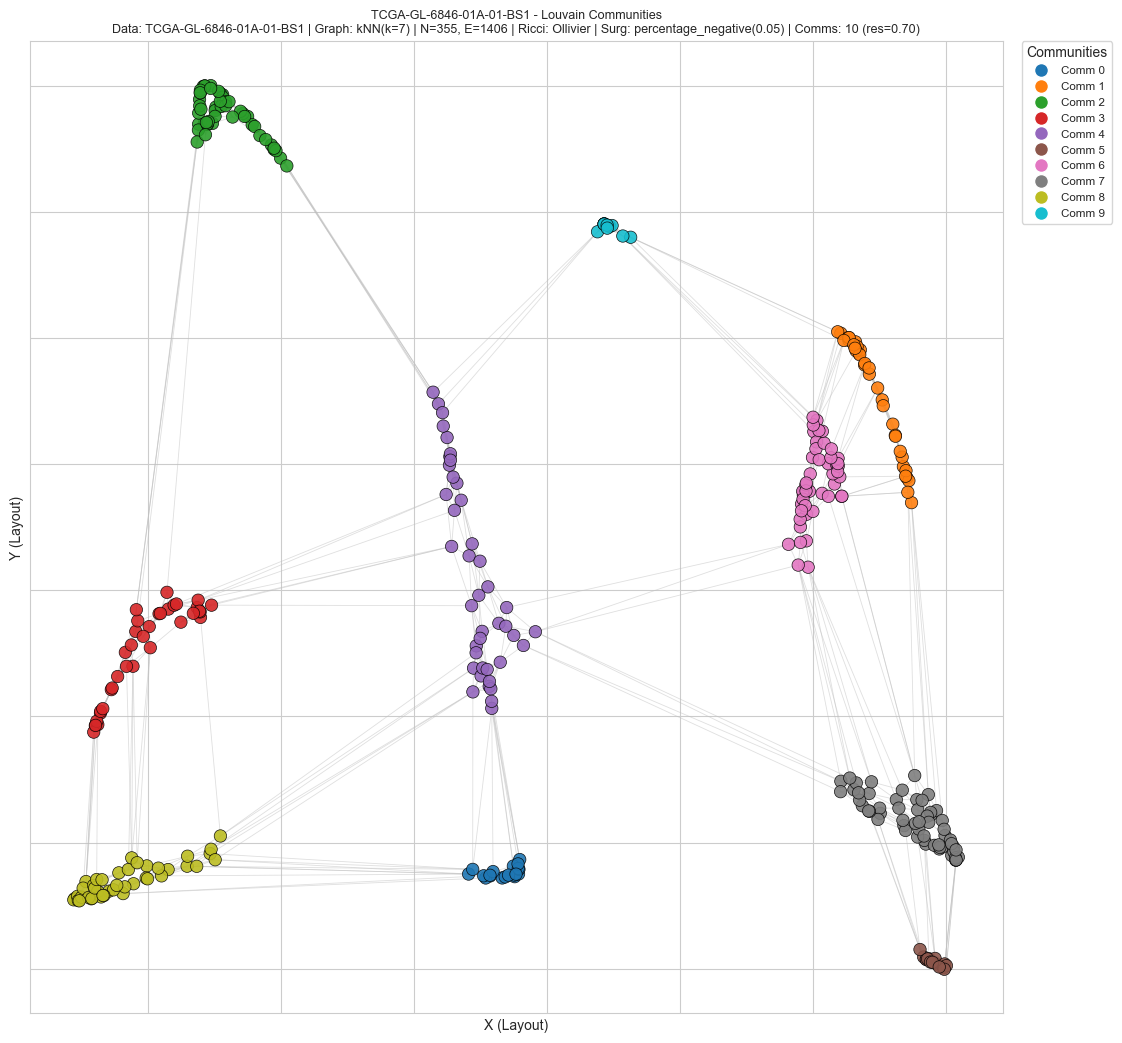 TCGA-GL-6846-01A-01-BS1 - Louvain Communities
Data: TCGA-GL-6846-01A-01-BS1 | Graph: kNN(k=7) | N=355, E=1406 | Ricci: Ollivier | Surg: percentage_negative(0.05) | Comms: 10 (res=0.70)
Communities
Comm 0
Comm 1
Comm 2
Comm 3
Comm 4
Comm 5
Comm 6
Comm 7
Comm 8
Comm 9
Y (Layout)
X (Layout)